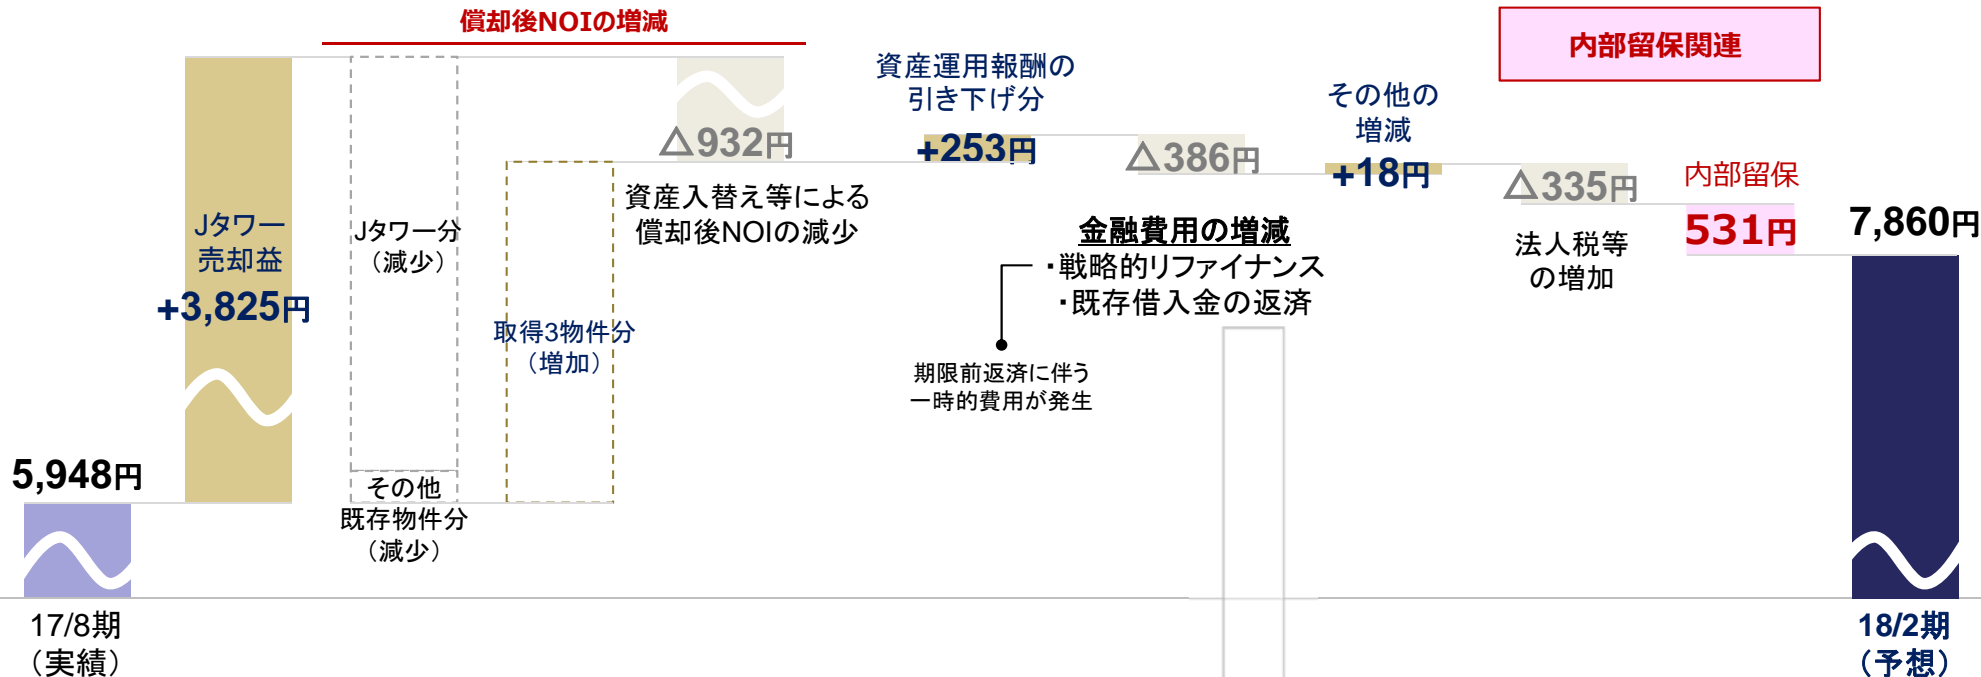 償却後NOIの増減
内部留保関連
Jタワー
売却益
+3,825円
5,948円
17/8期
（実績）
Jタワー分
（減少）
その他
既存物件分
（減少）
取得3物件分
（増加）
△932円
資産入替え等による
償却後NOIの減少
資産運用報酬の
引き下げ分
+253円
△386円
金融費用の増減
・戦略的リファイナンス
・既存借入金の返済
期限前返済に伴う
一時的費用が発生
その他の
増減
+18円
△335円
法人税等
の増加
内部留保
531円
7,860円
18/2期
（予想）